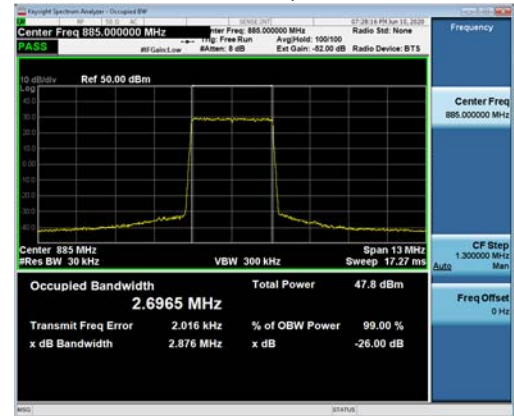 Keysight Spectrum Analyzer - Occupied BW
RF 50 Ω AC SENSE:INT 07:28:16 PM Jun 10, 2020
Center Freq 885.000000 MHz Center Freq: 885.000000 MHz Radio Std: None Frequency
PASS Trig: Free Run Avg|Hold: 100/100
#IFGain:Low #Atten: 8 dB Ext Gain: -82.00 dB Radio Device: BTS
10 dB/div Ref 50.00 dBm
Log
40.0
30.0
20.0
10.0
0.00
-10.0
-20.0
-30.0
-40.0
Center Freq
885.000000 MHz
Center 885 MHz Span 13 MHz
#Res BW 30 kHz VBW 300 kHz Sweep 17.27 ms
CF Step
1.300000 MHz
Auto Man
Occupied Bandwidth Total Power 47.8 dBm
2.6965 MHz
Transmit Freq Error 2.016 kHz % of OBW Power 99.00 %
x dB Bandwidth 2.876 MHz x dB -26.00 dB
Freq Offset
0 Hz
MSG STATUS